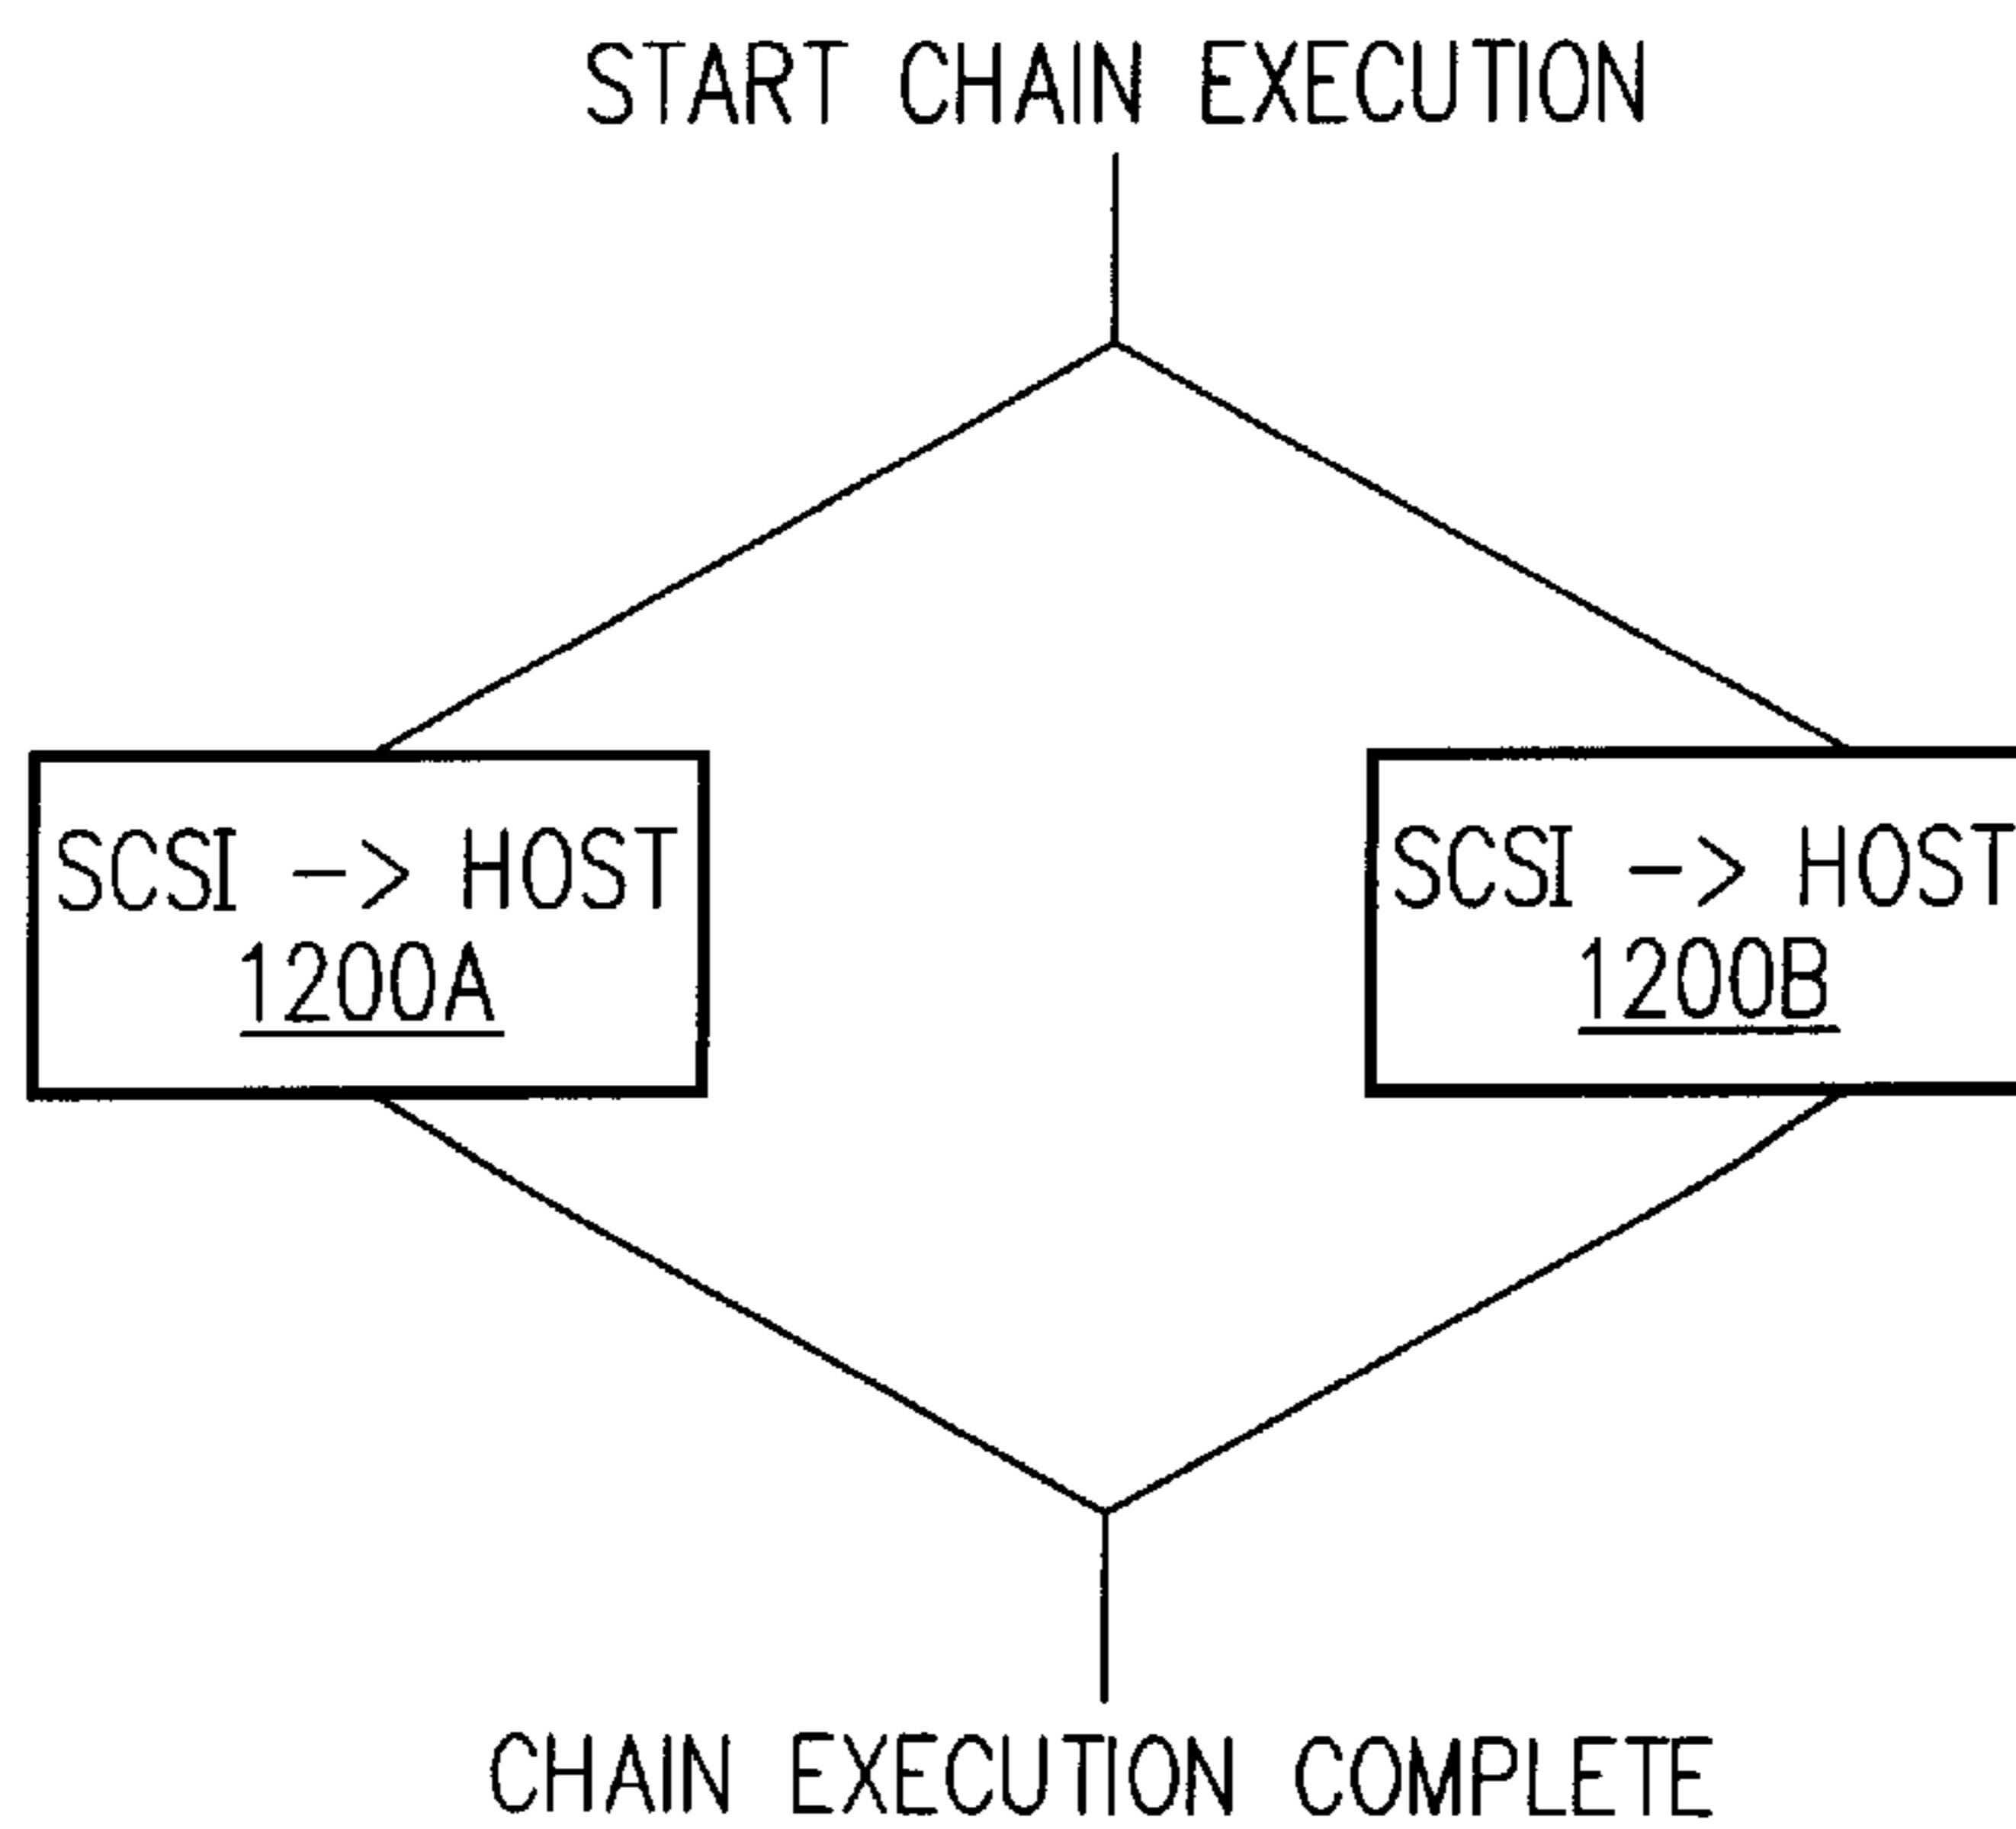 START CHAIN EXECUTION
SCSI -> HOST
1200A
SCSI -> HOST
1200B
CHAIN EXECUTION COMPLETE